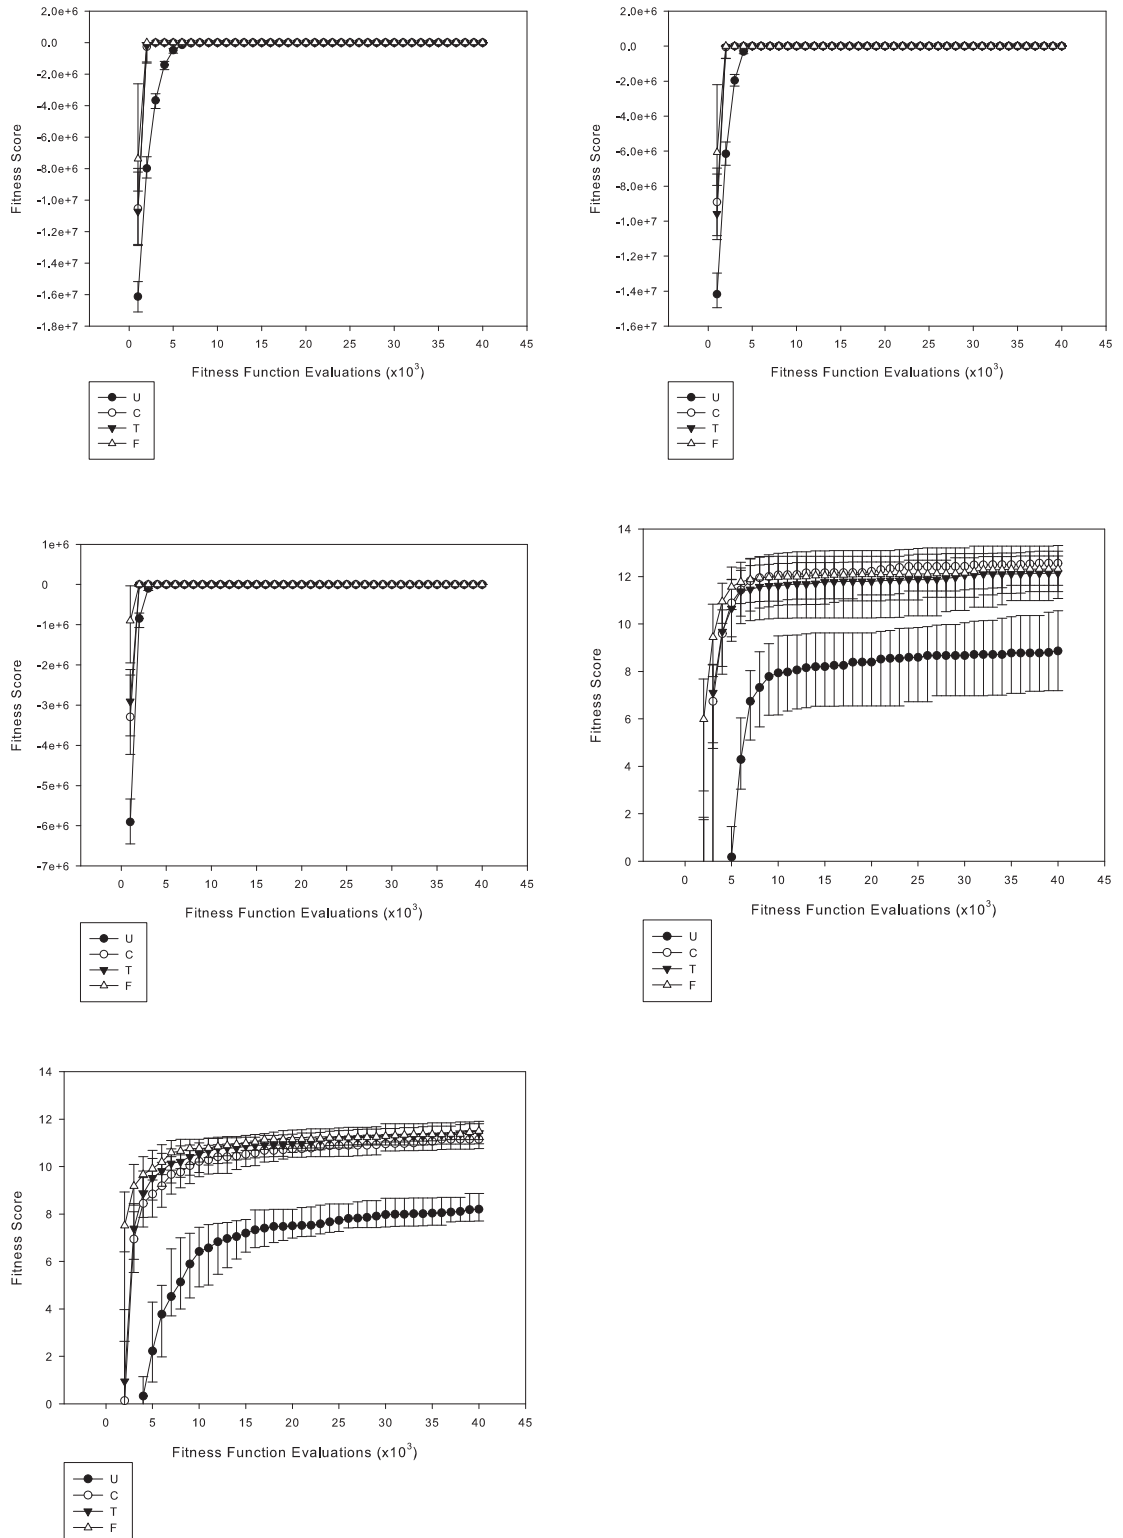 2.0e+6
0.0
-2.0e+6
-4.0e+6
-6.0e+6
-8.0e+6
-1.0e+7
-1.2e+7
-1.4e+7
-1.6e+7
-1.8e+7
Fitness Score
0 5 10 15 20 25 30 35 40 45
Fitness Function Evaluations (x10³)
U
C
T
F
2.0e+6
0.0
-2.0e+6
-4.0e+6
-6.0e+6
-8.0e+6
-1.0e+7
-1.2e+7
-1.4e+7
-1.6e+7
Fitness Score
0 5 10 15 20 25 30 35 40 45
Fitness Function Evaluations (x10³)
U
C
T
F
1e+6
0
-1e+6
-2e+6
-3e+6
-4e+6
-5e+6
-6e+6
-7e+6
Fitness Score
0 5 10 15 20 25 30 35 40 45
Fitness Function Evaluations (x10³)
U
C
T
F
14
12
10
8
6
4
2
0
Fitness Score
0 5 10 15 20 25 30 35 40 45
Fitness Function Evaluations (x10³)
U
C
T
F
14
12
10
8
6
4
2
0
Fitness Score
0 5 10 15 20 25 30 35 40 45
Fitness Function Evaluations (x10³)
U
C
T
F